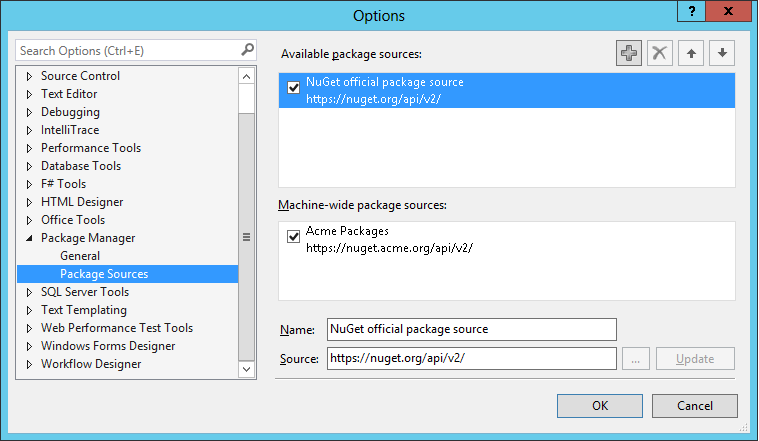 Options
?
x
Search Options (Ctrl+E)
Source Control
Text Editor
Debugging
IntelliTrace
Performance Tools
Database Tools
F# Tools
HTML Designer
Office Tools
Package Manager
General
Package Sources
SQL Server Tools
Text Templating
Web Performance Test Tools
Windows Forms Designer
Workflow Designer
Available package sources:
NuGet official package source
https://nuget.org/api/v2/
Machine-wide package sources:
Acme Packages
https://nuget.acme.org/api/v2/
Name: NuGet official package source
Source: https://nuget.org/api/v2/ ... Update
OK Cancel